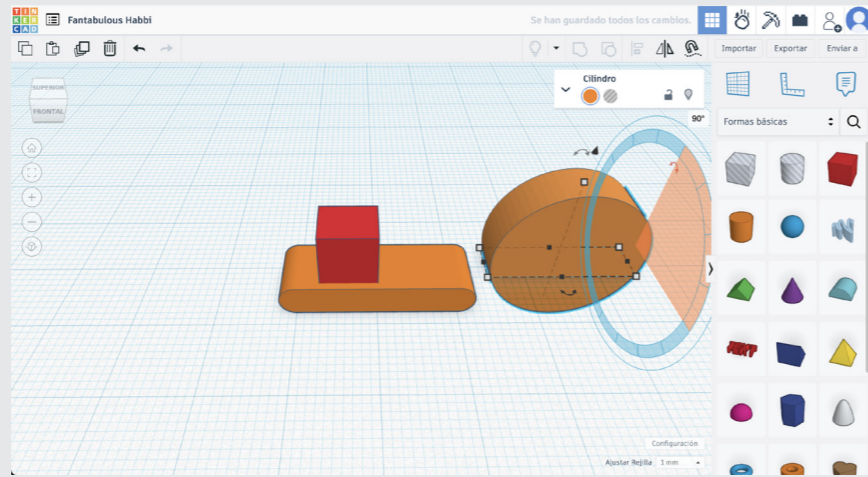 TIN
KER
CAD
Fantabulous Habbi
Se han guardado todos los cambios.
Importar
Exportar
Enviar a
SUPERIOR
FRONTAL
Cilindro
90°
Formas básicas
Configuración
Ajustar Rejilla 1 mm